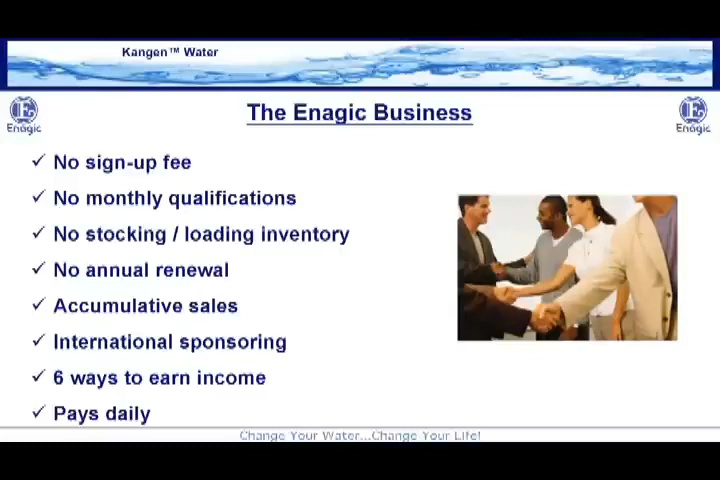 Kangen™ Water
The Enagic Business
Enagic
Enagic
✓ No sign-up fee
✓ No monthly qualifications
✓ No stocking / loading inventory
✓ No annual renewal
✓ Accumulative sales
✓ International sponsoring
✓ 6 ways to earn income
✓ Pays daily
Change Your Water...Change Your Life!